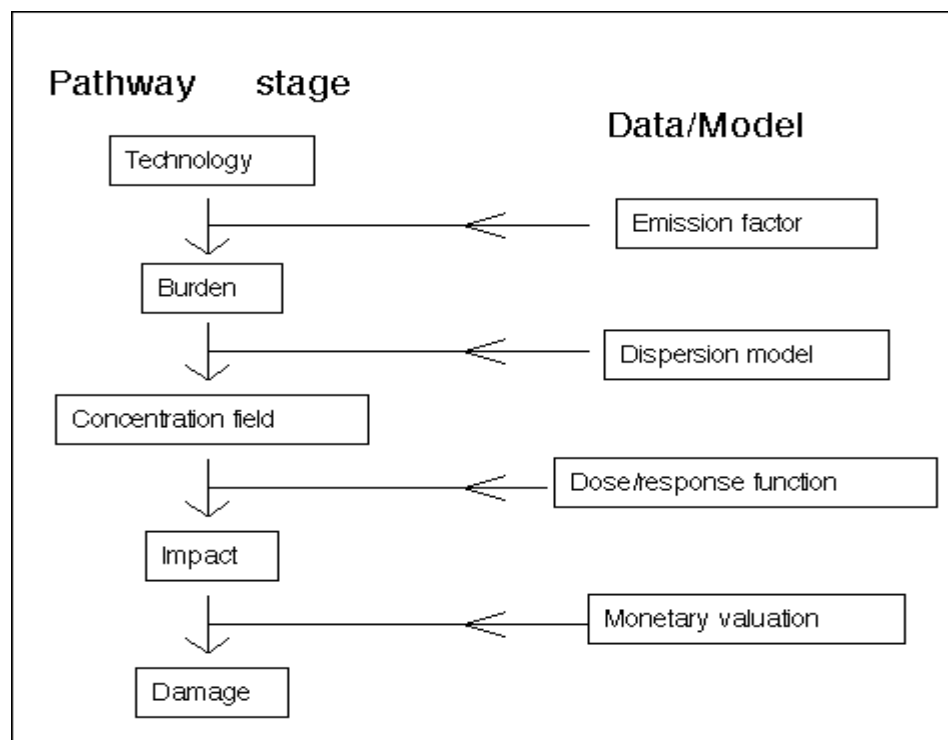 Pathway stage
Data/Model
Technology
Emission factor
Burden
Dispersion model
Concentration field
Dose/response function
Impact
Monetary valuation
Damage